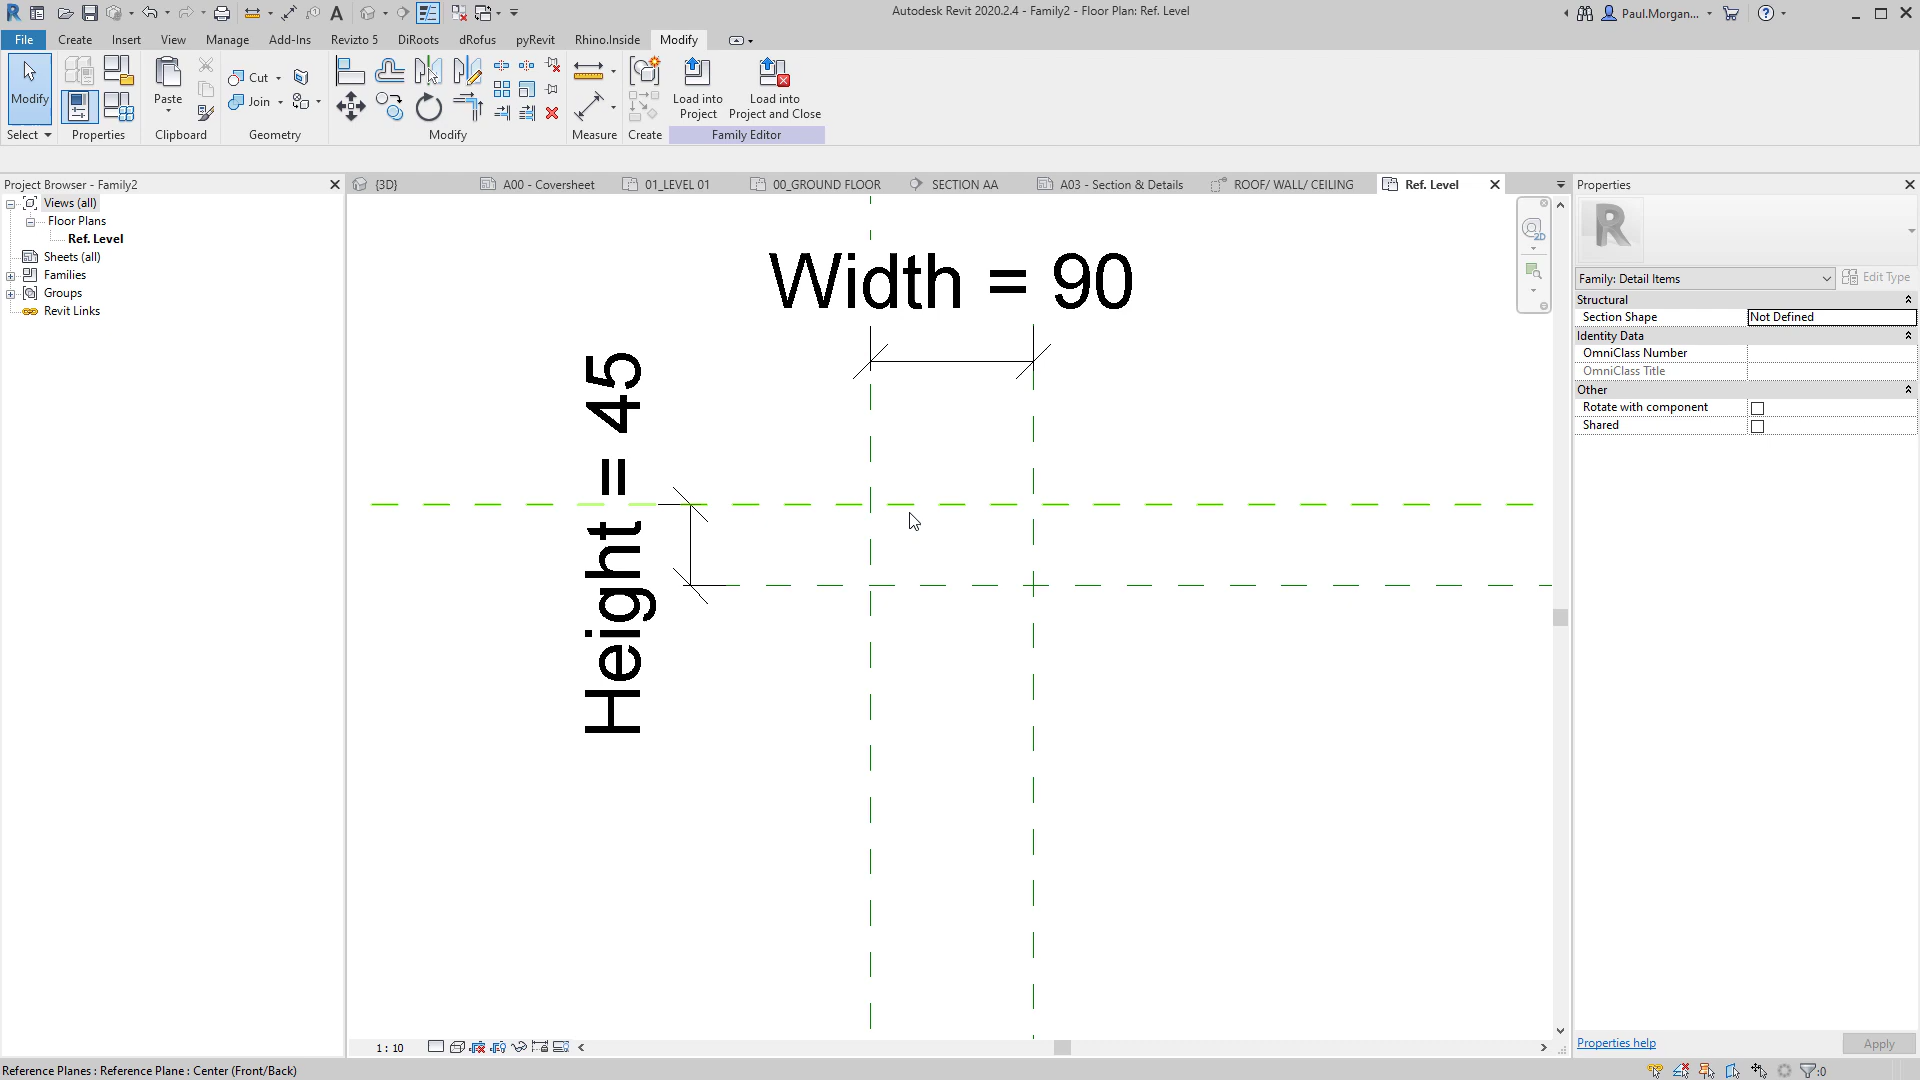 Autodesk Revit 2020.2.4 - Family2 - Floor Plan: Ref. Level
Paul.Morgan...
File
Create
Insert
View
Manage
Add-Ins
Revizto 5
DiRoots
dRofus
pyRevit
Rhino.Inside
Modify
Modify
Paste
Cut
Join
Load into
Project
Load into
Project and Close
Select
Properties
Clipboard
Geometry
Modify
Measure
Create
Family Editor
Project Browser - Family2
{3D}
A00 - Coversheet
01_LEVEL 01
00_GROUND FLOOR
SECTION AA
A03 - Section & Details
ROOF/ WALL/ CEILING
Ref. Level
Properties
Views (all)
Floor Plans
Ref. Level
Sheets (all)
Families
Groups
Revit Links
Width = 90
Height = 45
2D
R
Family: Detail Items
Edit Type
Structural
Section Shape
Not Defined
Identity Data
OmniClass Number
OmniClass Title
Other
Rotate with component
Shared
1 : 10
Properties help
Apply
Reference Planes : Reference Plane : Center (Front/Back)
:0